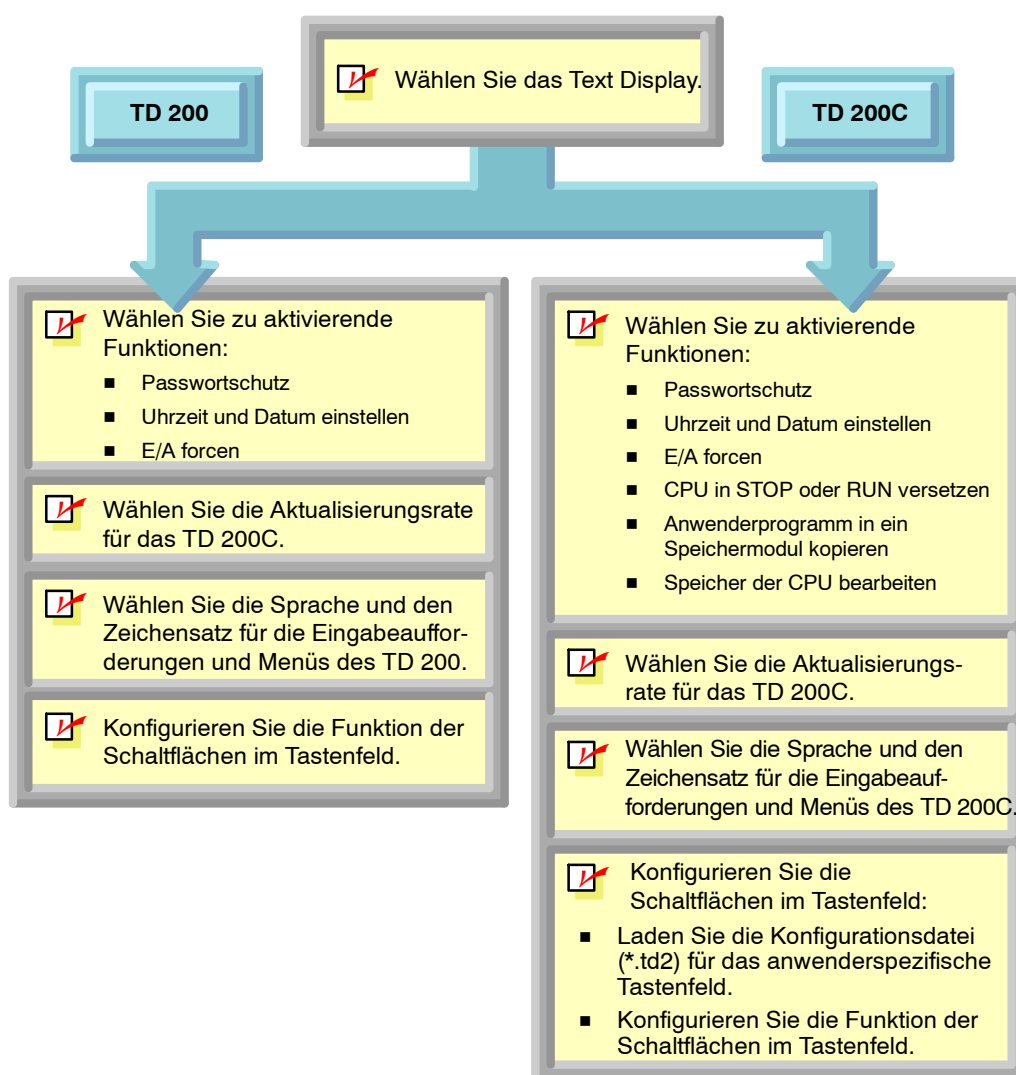 Wählen Sie das Text Display.
TD 200
TD 200C
Wählen Sie zu aktivierende
Funktionen:
■ Passwortschutz
■ Uhrzeit und Datum einstellen
■ E/A forcen
Wählen Sie die Aktualisierungsrate
für das TD 200C.
Wählen Sie die Sprache und den
Zeichensatz für die Eingabeauffor-
derungen und Menüs des TD 200.
Konfigurieren Sie die Funktion der
Schaltflächen im Tastenfeld.
Wählen Sie zu aktivierende
Funktionen:
■ Passwortschutz
■ Uhrzeit und Datum einstellen
■ E/A forcen
■ CPU in STOP oder RUN versetzen
■ Anwenderprogramm in ein
Speichermodul kopieren
■ Speicher der CPU bearbeiten
Wählen Sie die Aktualisierungs-
rate für das TD 200C.
Wählen Sie die Sprache und den
Zeichensatz für die Eingabeauf-
forderungen und Menüs des TD 200C.
Konfigurieren Sie die
Schaltflächen im Tastenfeld:
■ Laden Sie die Konfigurationsdatei
(*.td2) für das anwenderspezifische
Tastenfeld.
■ Konfigurieren Sie die Funktion der
Schaltflächen im Tastenfeld.